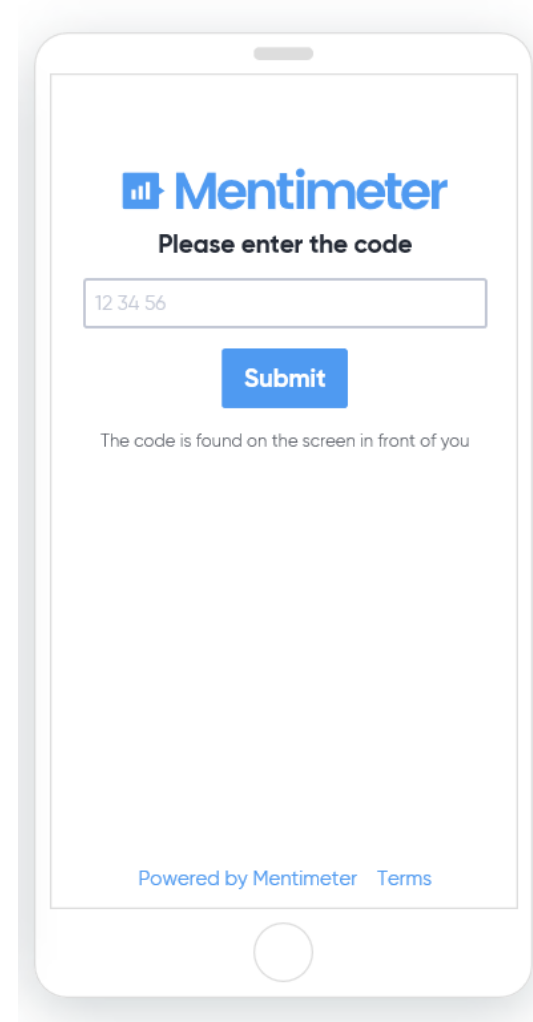 Mentimeter
Please enter the code
12 34 56
Submit
The code is found on the screen in front of you
Powered by Mentimeter Terms